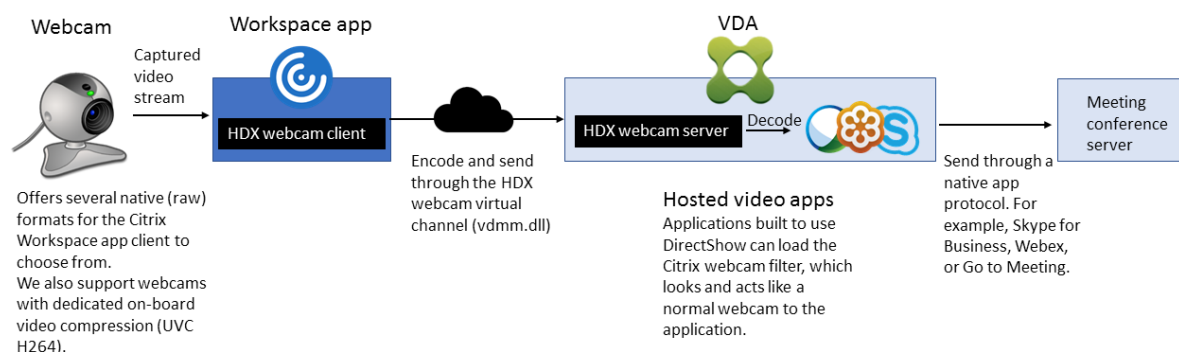 Webcam
Captured
video
stream
Offers several native (raw)
formats for the Citrix
Workspace app client to
choose from.
We also support webcams
with dedicated on-board
video compression (UVC
H264).
Workspace app
HDX webcam client
Encode and send
through the HDX
webcam virtual
channel (vdmm.dll)
VDA
HDX webcam server
Decode
S
Hosted video apps
Applications built to use
DirectShow can load the
Citrix webcam filter, which
looks and acts like a
normal webcam to the
application.
Send through a
native app
protocol. For
example, Skype for
Business, Webex,
or Go to Meeting.
Meeting
conference
server